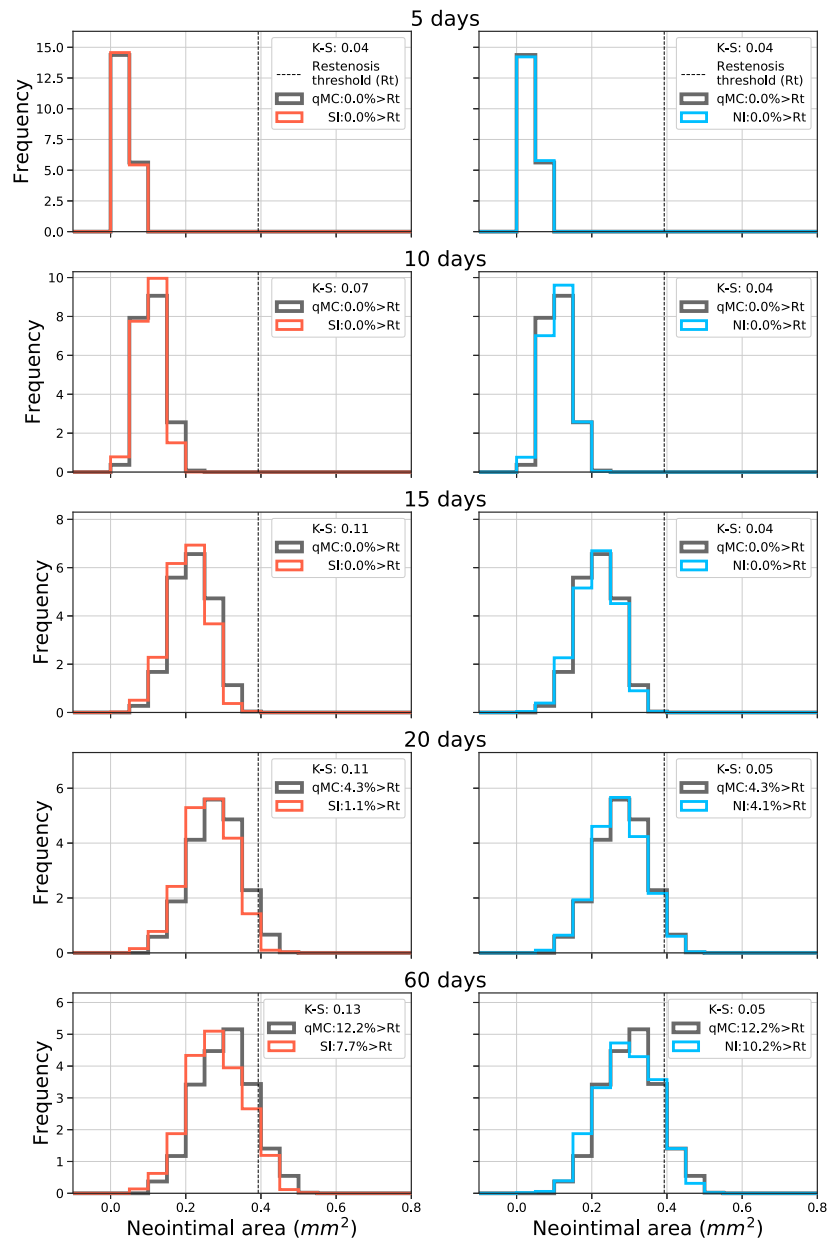 5 days
Frequency
15.0
12.5
10.0
7.5
5.0
2.5
0.0
K-S: 0.04
Restenosis
threshold (Rt)
qMC:0.0%>Rt
SI:0.0%>Rt
K-S: 0.04
Restenosis
threshold (Rt)
qMC:0.0%>Rt
NI:0.0%>Rt
10 days
Frequency
10
8
6
4
2
0
K-S: 0.07
qMC:0.0%>Rt
SI:0.0%>Rt
K-S: 0.04
qMC:0.0%>Rt
NI:0.0%>Rt
15 days
Frequency
8
6
4
2
0
K-S: 0.11
qMC:0.0%>Rt
SI:0.0%>Rt
K-S: 0.04
qMC:0.0%>Rt
NI:0.0%>Rt
20 days
Frequency
6
4
2
0
K-S: 0.11
qMC:4.3%>Rt
SI:1.1%>Rt
K-S: 0.05
qMC:4.3%>Rt
NI:4.1%>Rt
60 days
Frequency
6
5
4
3
2
1
0
K-S: 0.13
qMC:12.2%>Rt
SI:7.7%>Rt
K-S: 0.05
qMC:12.2%>Rt
NI:10.2%>Rt
0.0 0.2 0.4 0.6 0.8
Neointimal area (mm²)
0.0 0.2 0.4 0.6 0.8
Neointimal area (mm²)